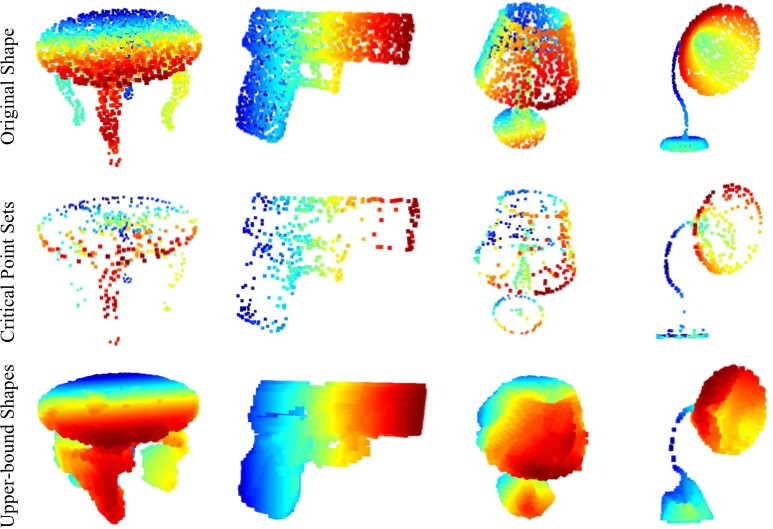 Original Shape
Critical Point Sets
Upper-bound Shapes